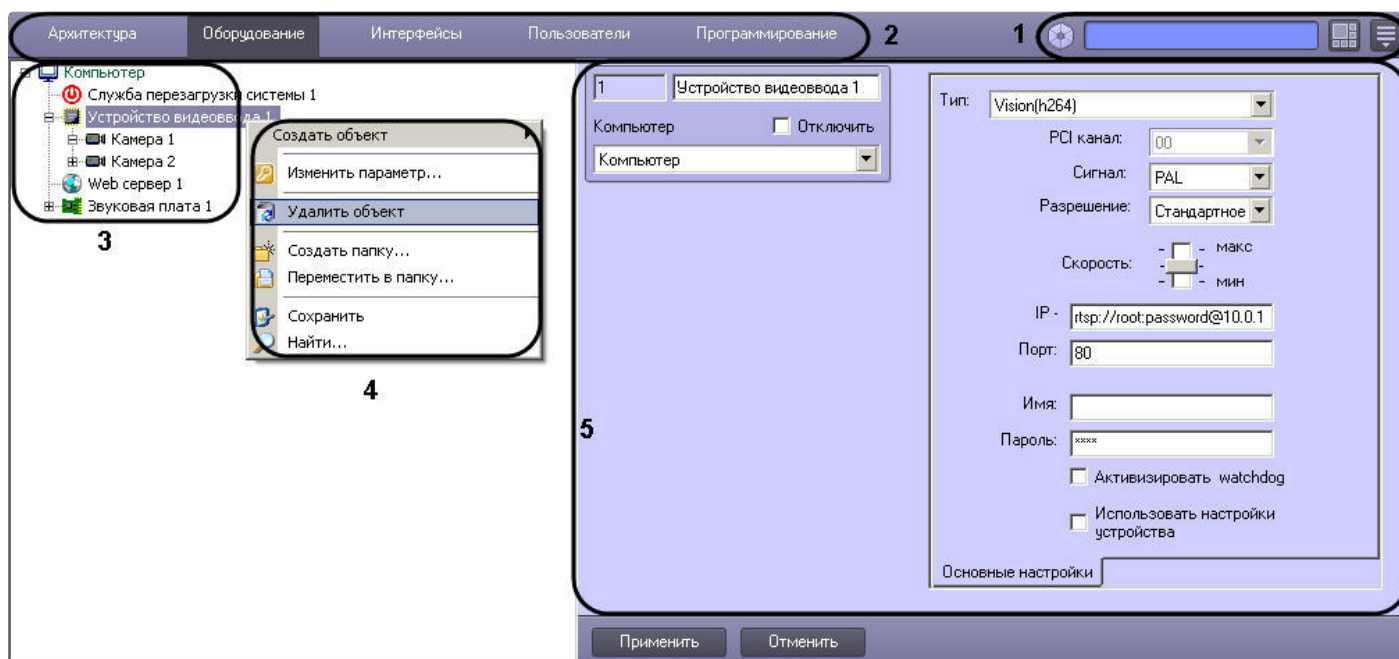 Архитектура Оборудование Интерфейсы Пользователи Программирование 2 1
Компьютер
Служба перезагрузки системы 1
Устройство видеоввода 1
Камера 1
Камера 2
Web сервер 1
Звуковая плата 1
3
Создать объект
Изменить параметр...
Удалить объект
Создать папку...
Переместить в папку...
Сохранить
Найти...
4
1 Устройство видеоввода 1
Компьютер Отключить
Компьютер
5
Тип: Vision(h264)
PCI канал: 00
Сигнал: PAL
Разрешение: Стандартное
Скорость: - - макс
- -
- - мин
IP - rtsp://root:password@10.0.1
Порт: 80
Имя:
Пароль: ****
Активизировать watchdog
Использовать настройки
устройства
Основные настройки
Применить Отменить